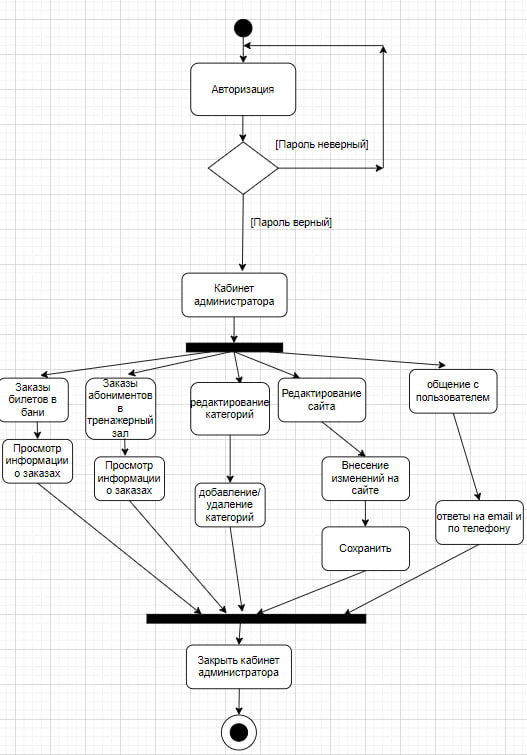 Авторизация
[Пароль неверный]
[Пароль верный]
Кабинет
администратора
Заказы
билетов в
бани
Заказы
абониментов
в
тренажерный
зал
редактирование
категорий
Редактирование
сайта
общение с
пользователем
Просмотр
информации
о заказах
Просмотр
информации
о заказах
добавление/
удаление
категорий
Внесение
изменений на
сайте
ответы на email и
по телефону
Сохранить
Закрыть кабинет
администратора